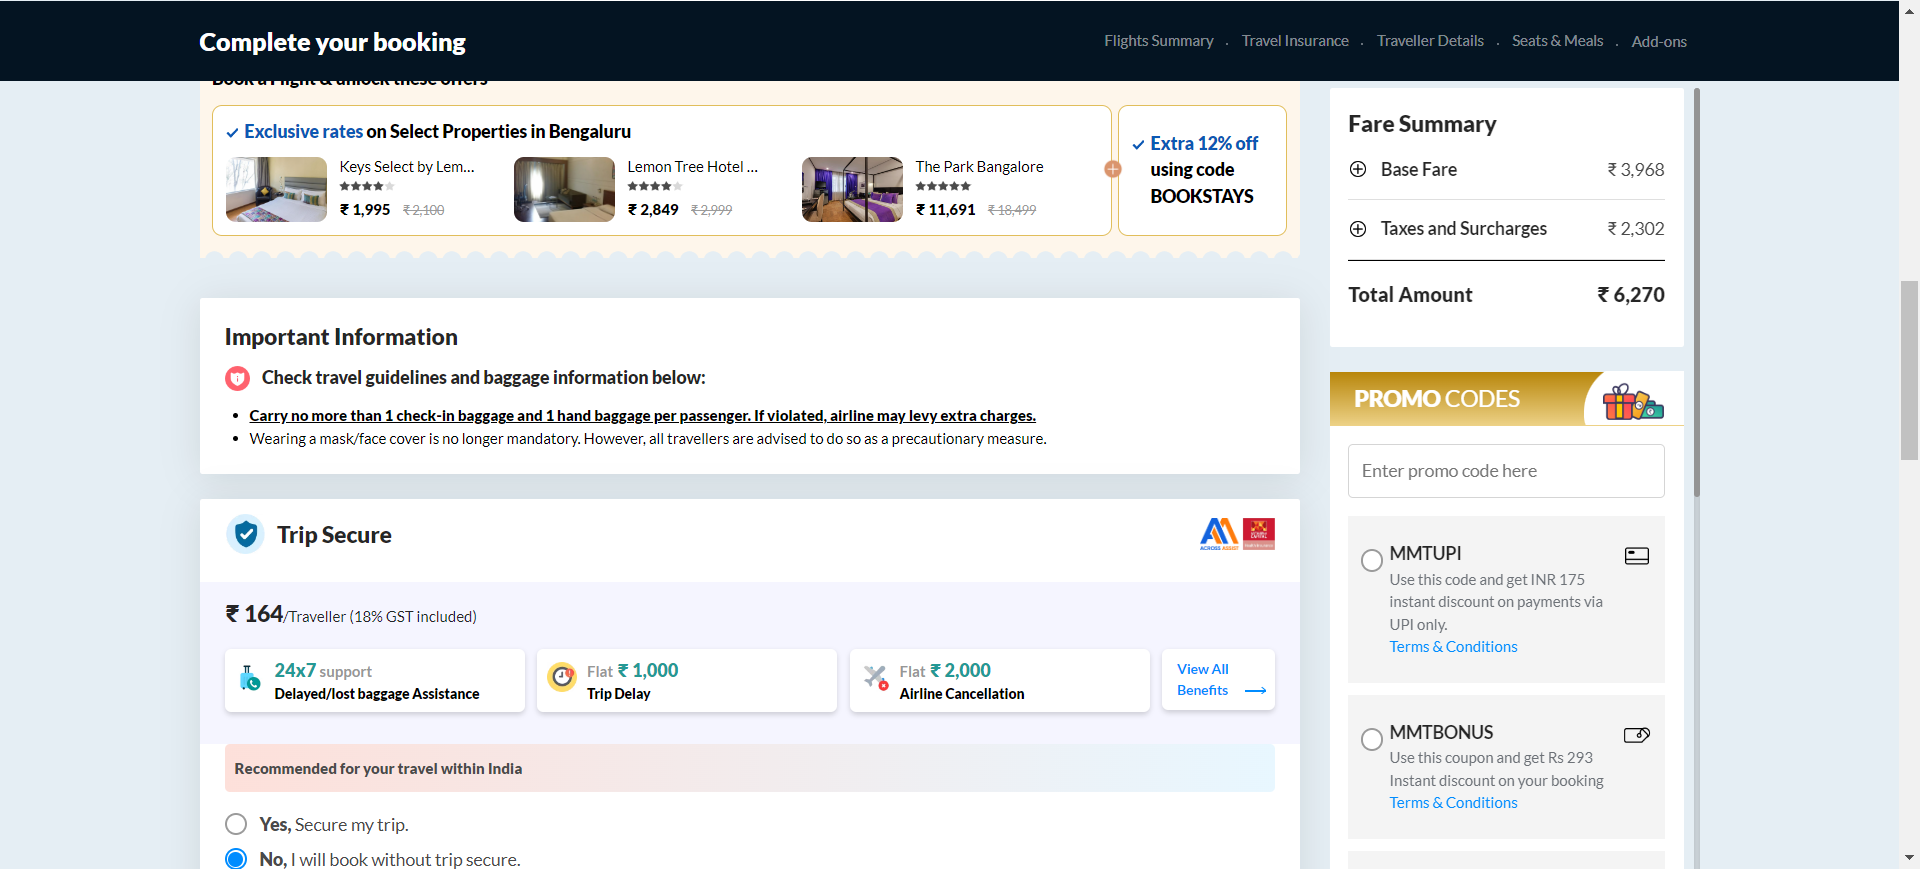 Complete your booking
Flights Summary . Travel Insurance . Traveller Details . Seats & Meals . Add-ons
Book a Flight & unlock these offers
Exclusive rates on Select Properties in Bengaluru
Keys Select by Lem...
₹ 1,995 ₹ 2,100
Lemon Tree Hotel ...
₹ 2,849 ₹ 2,999
The Park Bangalore
₹ 11,691 ₹ 18,499
Extra 12% off
using code
BOOKSTAYS
Important Information
Check travel guidelines and baggage information below:
• Carry no more than 1 check-in baggage and 1 hand baggage per passenger. If violated, airline may levy extra charges.
• Wearing a mask/face cover is no longer mandatory. However, all travellers are advised to do so as a precautionary measure.
Trip Secure
ACROSS ASSIST
₹ 164/Traveller (18% GST included)
24x7 support
Delayed/lost baggage Assistance
Flat ₹ 1,000
Trip Delay
Flat ₹ 2,000
Airline Cancellation
View All
Benefits
Recommended for your travel within India
Yes, Secure my trip.
No, I will book without trip secure.
Fare Summary
Base Fare ₹ 3,968
Taxes and Surcharges ₹ 2,302
Total Amount ₹ 6,270
PROMO CODES
Enter promo code here
MMTUPI
Use this code and get INR 175
instant discount on payments via
UPI only.
Terms & Conditions
MMTBONUS
Use this coupon and get Rs 293
Instant discount on your booking
Terms & Conditions